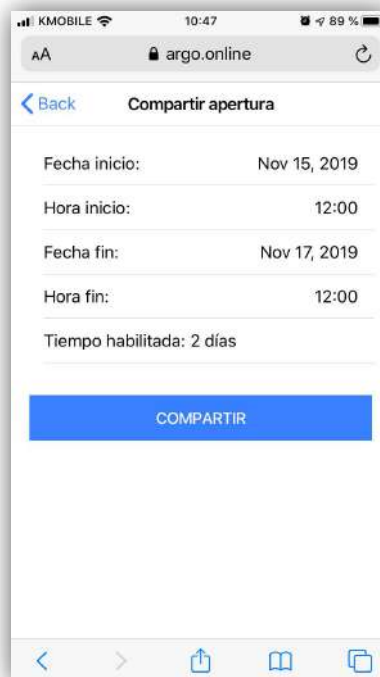 KMOBILE 10:47 89 %
AA argo.online
Back Compartir apertura
Fecha inicio: Nov 15, 2019
Hora inicio: 12:00
Fecha fin: Nov 17, 2019
Hora fin: 12:00
Tiempo habilitada: 2 días
COMPARTIR